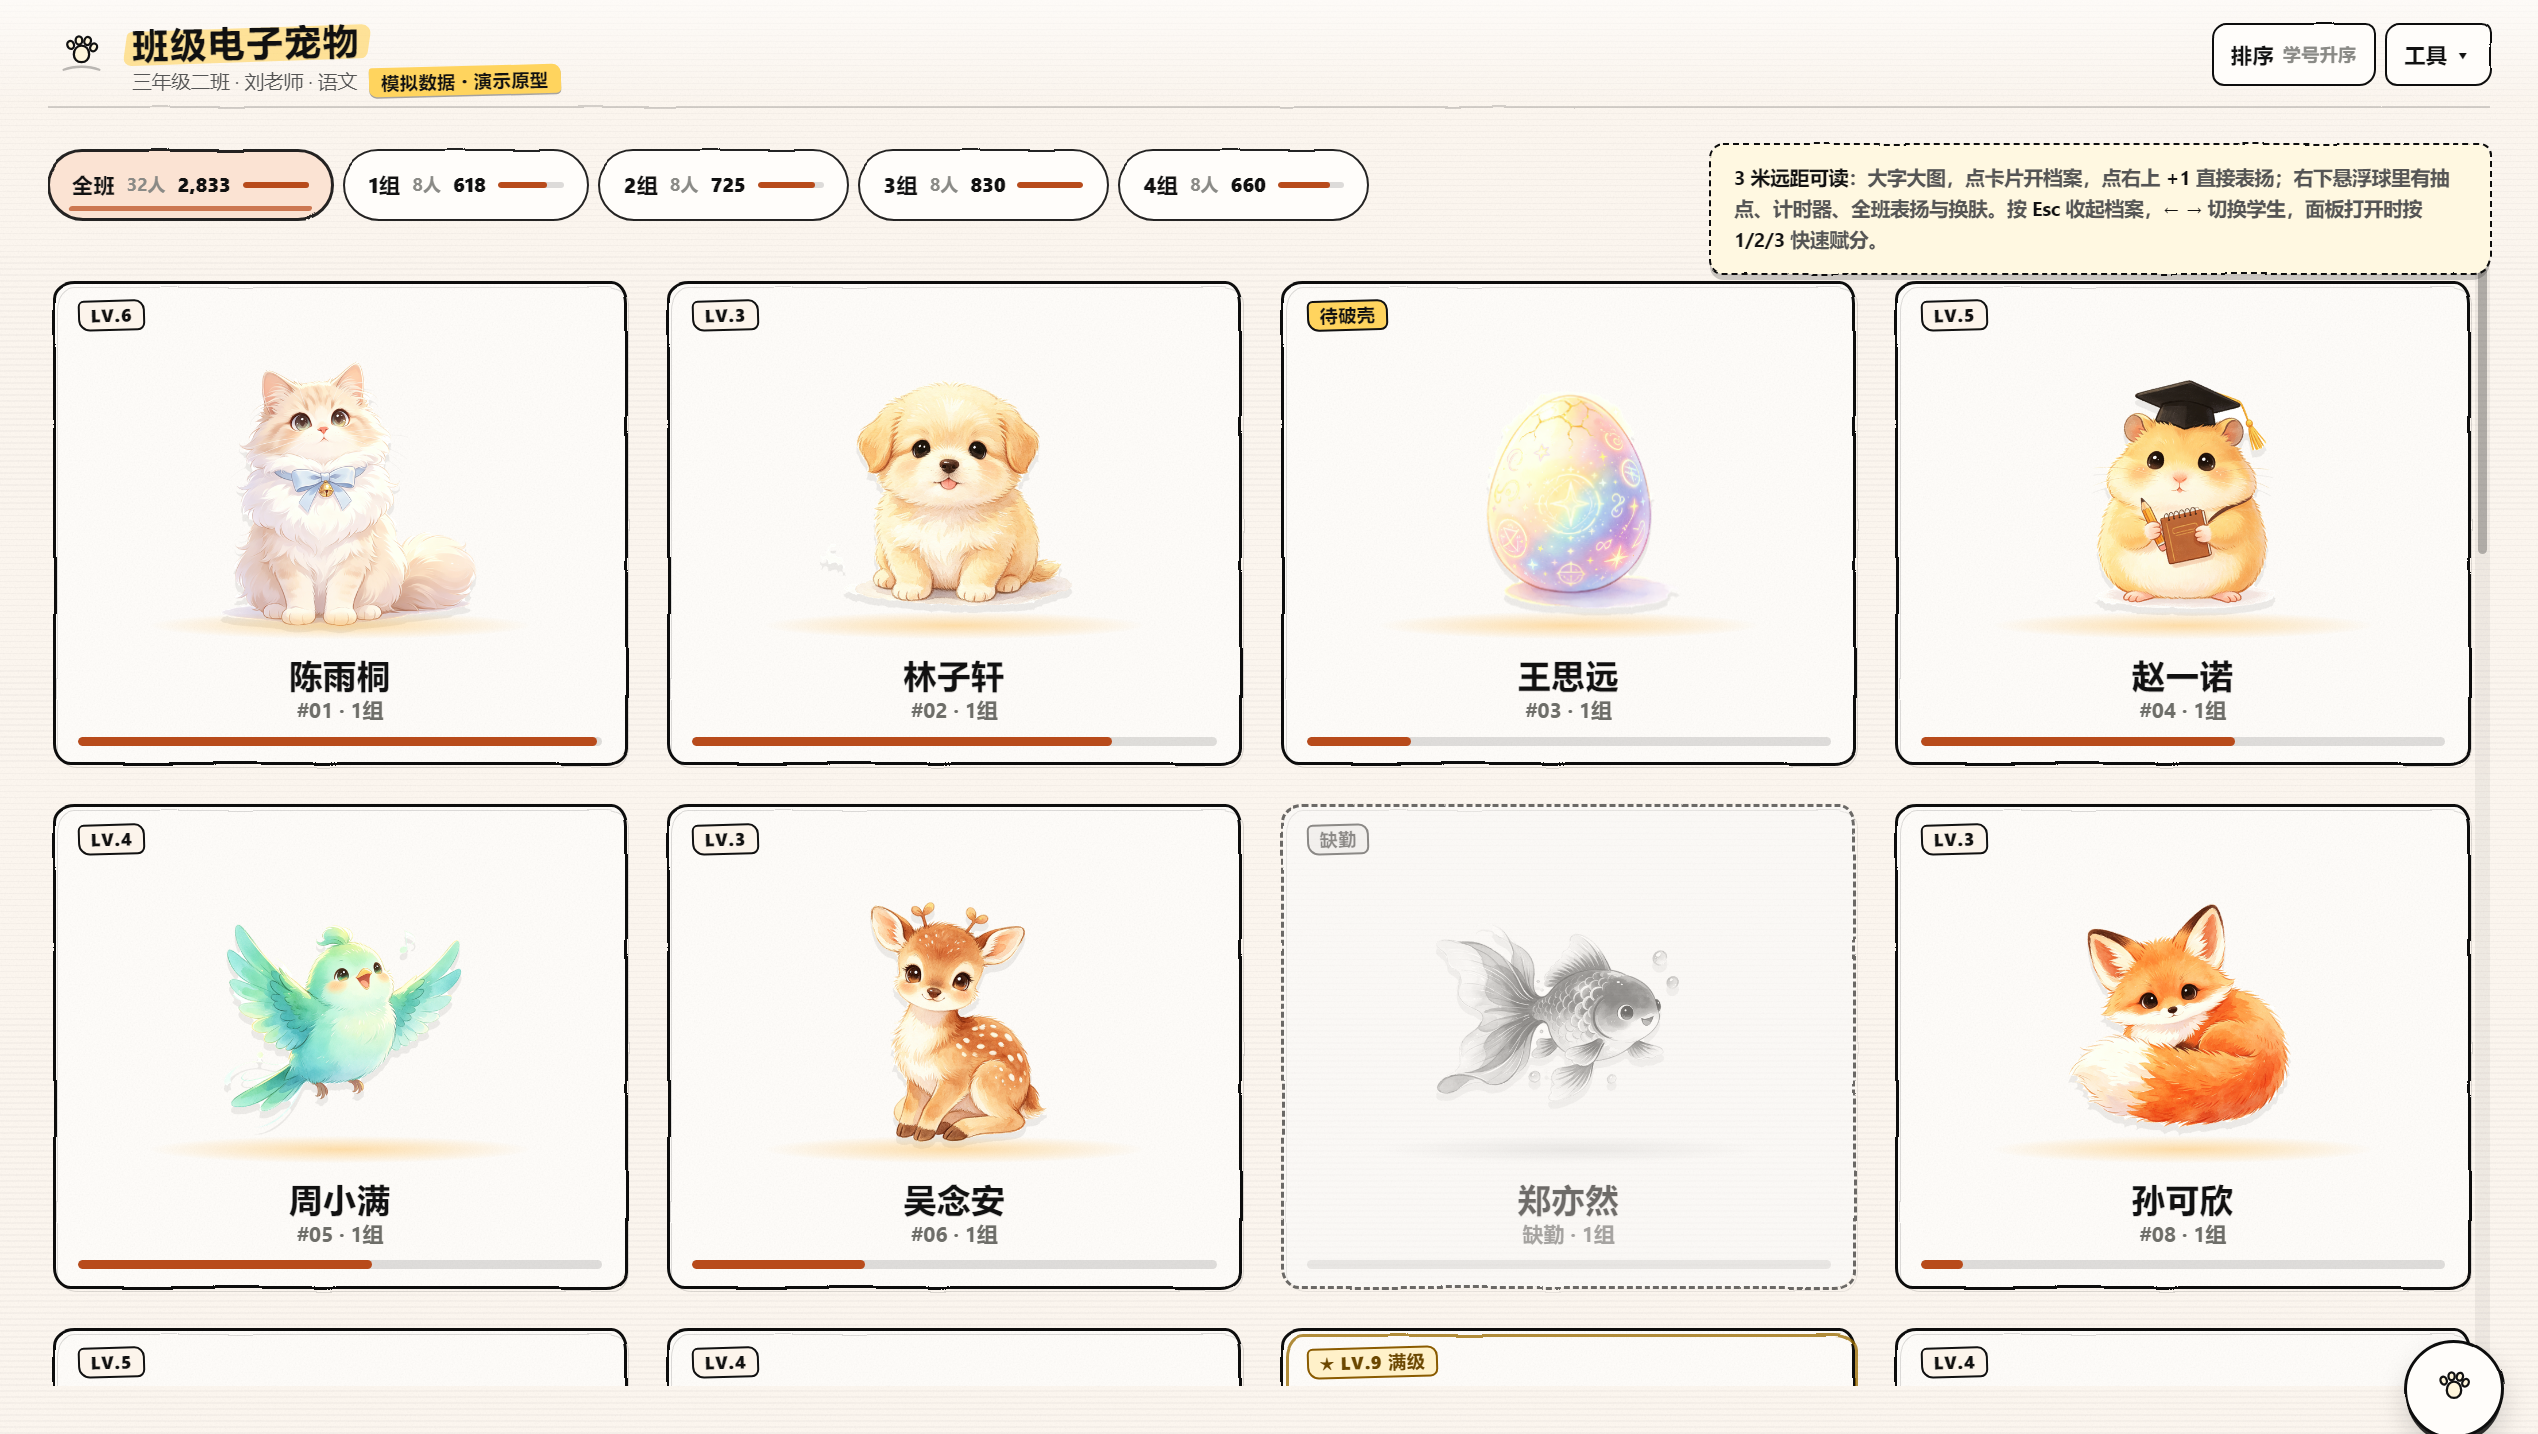 班级电子宠物
三年级二班 · 刘老师 · 语文 模拟数据 · 演示原型
排序 学号升序
工具 ▾
全班 32人 2,833
1组 8人 618
2组 8人 725
3组 8人 830
4组 8人 660
3 米远距可读：大字大图，点卡片开档案，点右上 +1 直接表扬；右下悬浮球里有抽
点、计时器、全班表扬与换肤。按 Esc 收起档案，← → 切换学生，面板打开时按
1/2/3 快速赋分。
LV.6
陈雨桐
#01 · 1组
LV.3
林子轩
#02 · 1组
待破壳
王思远
#03 · 1组
LV.5
赵一诺
#04 · 1组
LV.4
周小满
#05 · 1组
LV.3
吴念安
#06 · 1组
缺勤
郑亦然
缺勤 · 1组
LV.3
孙可欣
#08 · 1组
LV.5
LV.4
★ LV.9 满级
LV.4